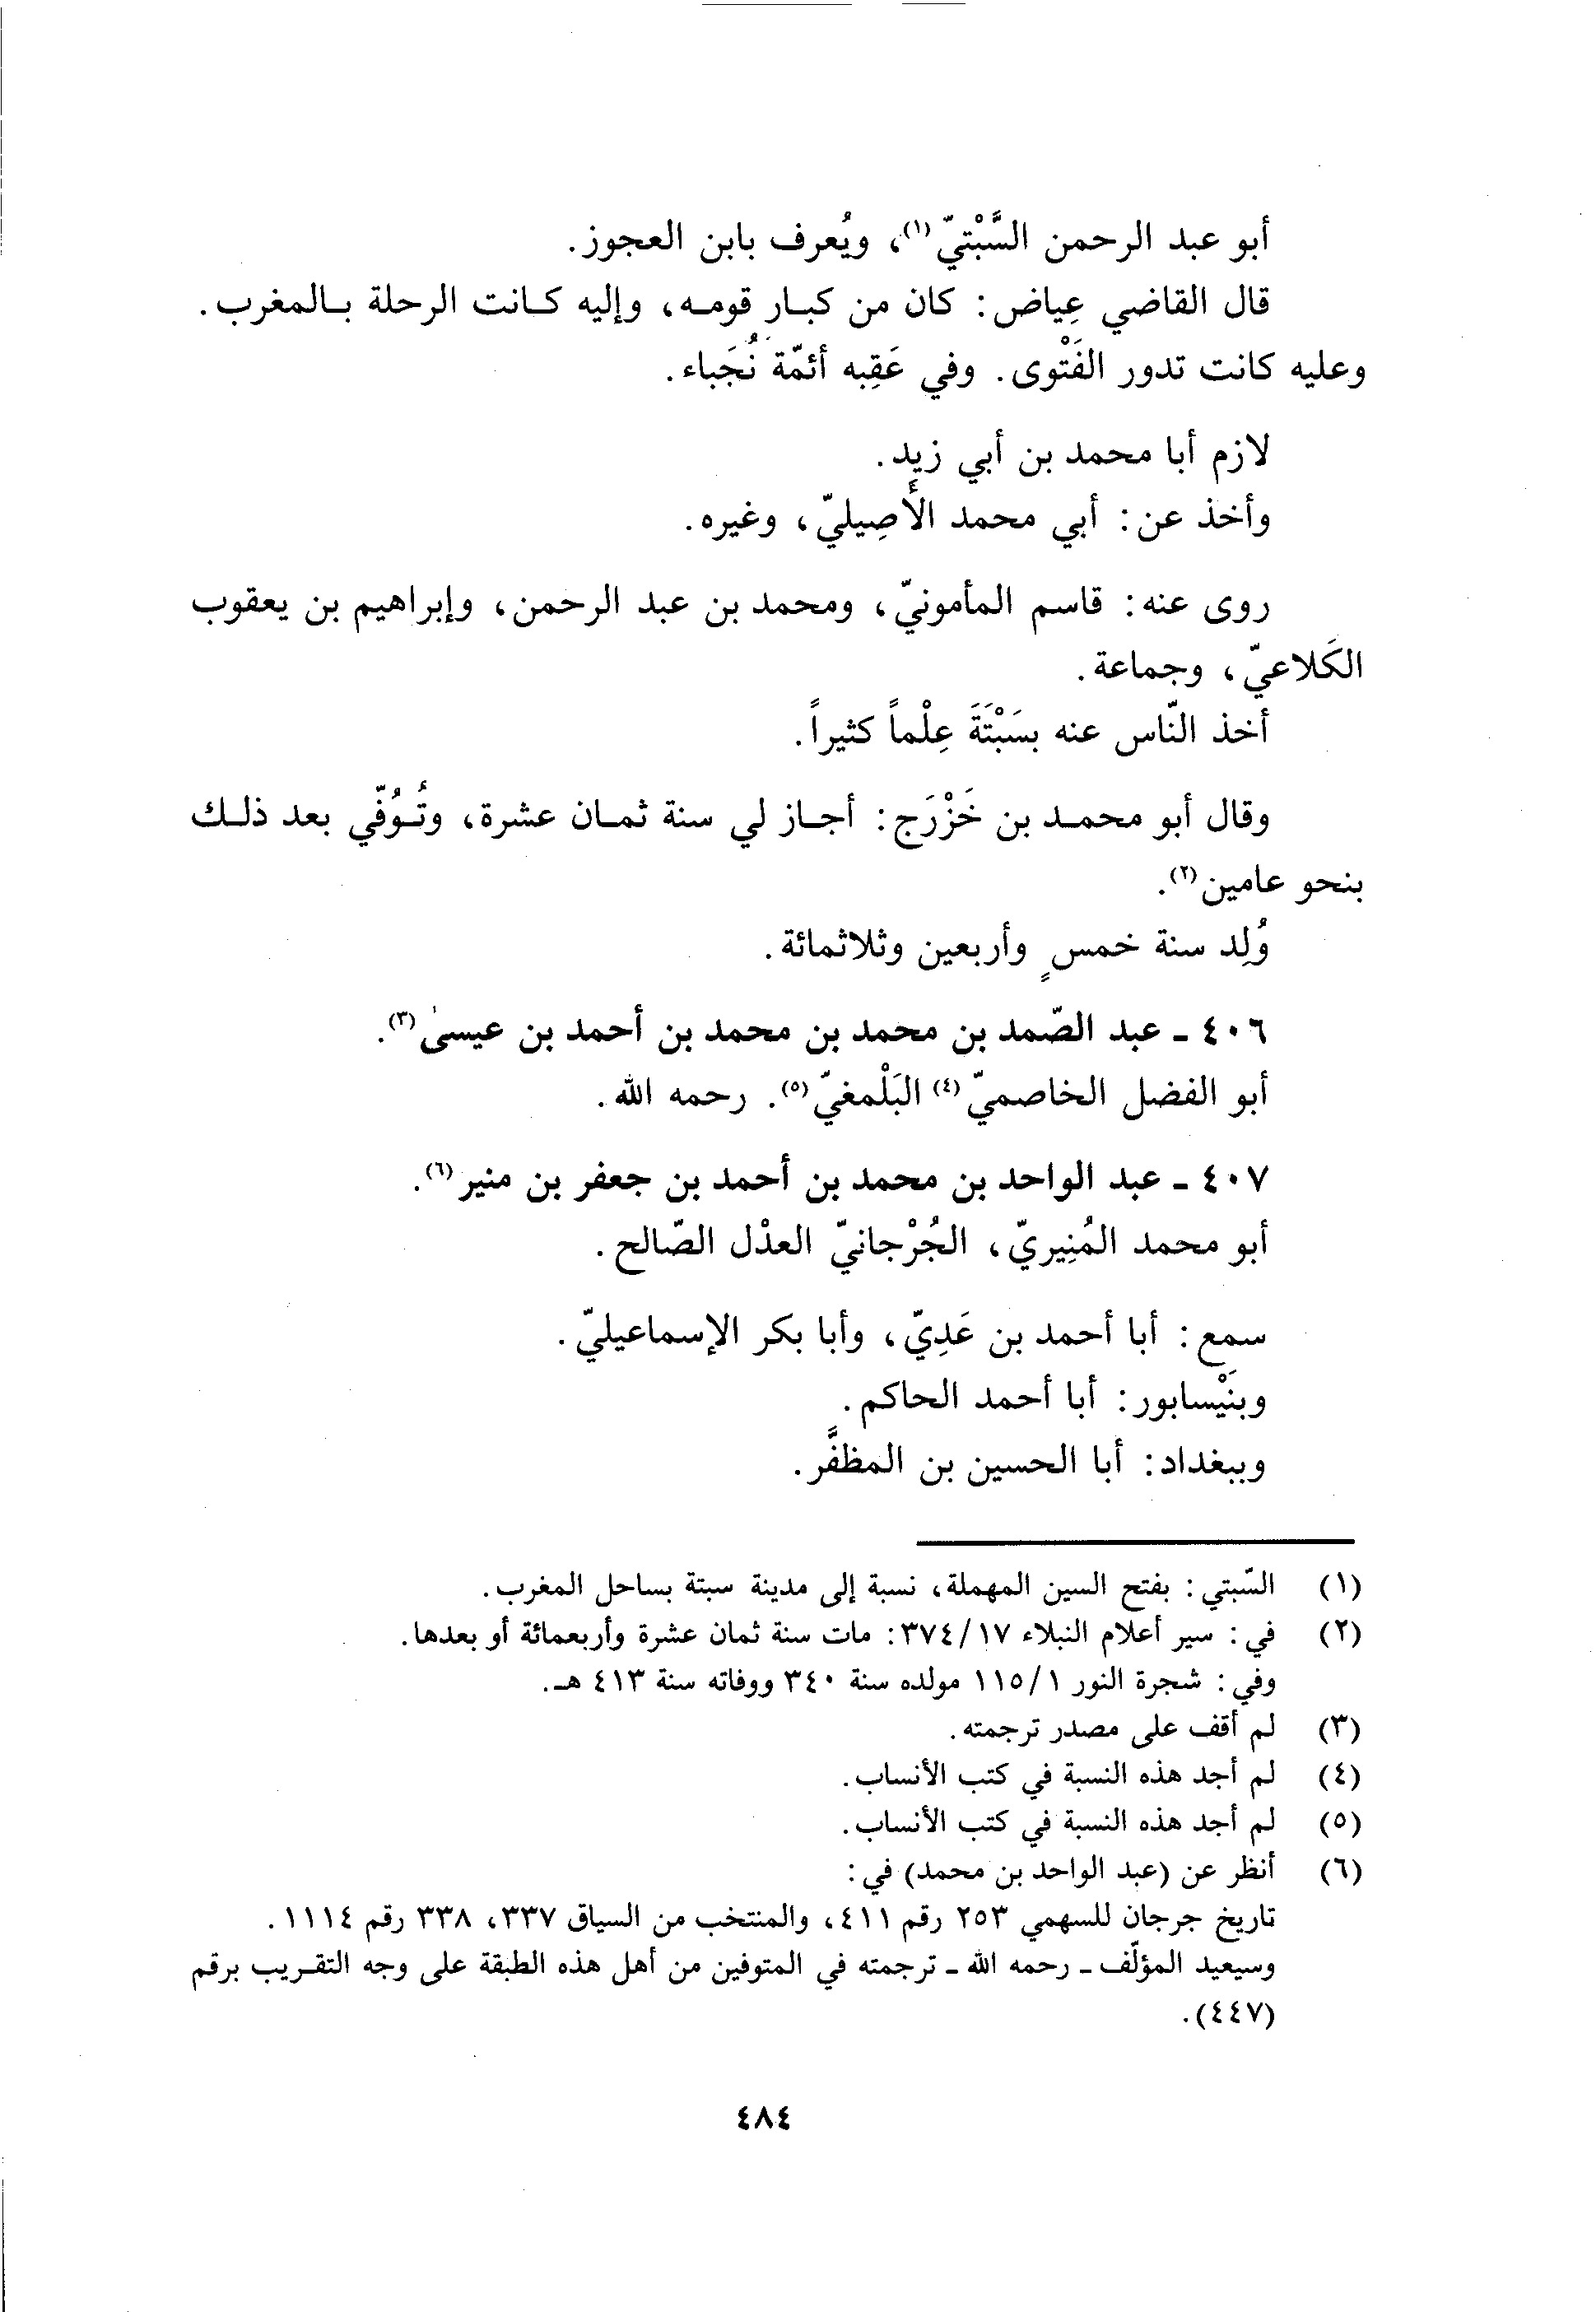 أبو عبد الرحمن السَّبْتيّ(١)، ويُعرف بابن العجوز.
قال القاضي عِياض: كان من كبار قومه، وإليه كانت الرحلة بالمغرب.
وعليه كانت تدور الفَتْوى. وفي عَقِبه أئمّة نُجَباء.
لازم أبا محمد بن أبي زيد.
وأخذ عن: أبي محمد الأَصِيليّ، وغيره.
روى عنه: قاسم المأمونيّ، ومحمد بن عبد الرحمن، وإبراهيم بن يعقوب
الكَلاعيّ، وجماعة.
أخذ النّاس عنه بسَبْتَةَ عِلْماً كثيراً.
وقال أبو محمد بن خَزْرَج: أجاز لي سنة ثمان عشرة، وتُوُفّي بعد ذلك
بنحو عامين(٢).
وُلِد سنة خمسٍ وأربعين وثلاثمائة.
٤٠٦ ـ عبد الصّمد بن محمد بن محمد بن أحمد بن عيسىٰ(٣).
أبو الفضل الخاصميّ(٤) البَلْمغيّ(٥). رحمه الله.
٤٠٧ ـ عبد الواحد بن محمد بن أحمد بن جعفر بن منير(٦).
أبو محمد المُنِيريّ، الجُرْجانيّ العدْل الصّالح.
سمع: أبا أحمد بن عَدِيّ، وأبا بكر الإسماعيليّ.
وبنَيْسابور: أبا أحمد الحاكم.
وببغداد: أبا الحسين بن المظفَّر.
(١) السّبتي: بفتح السين المهملة، نسبة إلى مدينة سبتة بساحل المغرب.
(٢) في: سير أعلام النبلاء ٣٧٤/١٧: مات سنة ثمان عشرة وأربعمائة أو بعدها.
وفي: شجرة النور ١١٥/١ مولده سنة ٣٤٠ ووفاته سنة ٤١٣ هـ.
(٣) لم أقف على مصدر ترجمته.
(٤) لم أجد هذه النسبة في كتب الأنساب.
(٥) لم أجد هذه النسبة في كتب الأنساب.
(٦) أنظر عن (عبد الواحد بن محمد) في:
تاريخ جرجان للسهمي ٢٥٣ رقم ٤١١، والمنتخب من السياق ٣٣٧، ٣٣٨ رقم ١١١٤.
وسيعيد المؤلّف ـ رحمه الله ـ ترجمته في المتوفين من أهل هذه الطبقة على وجه التقريب برقم
(٤٤٧).
٤٨٤